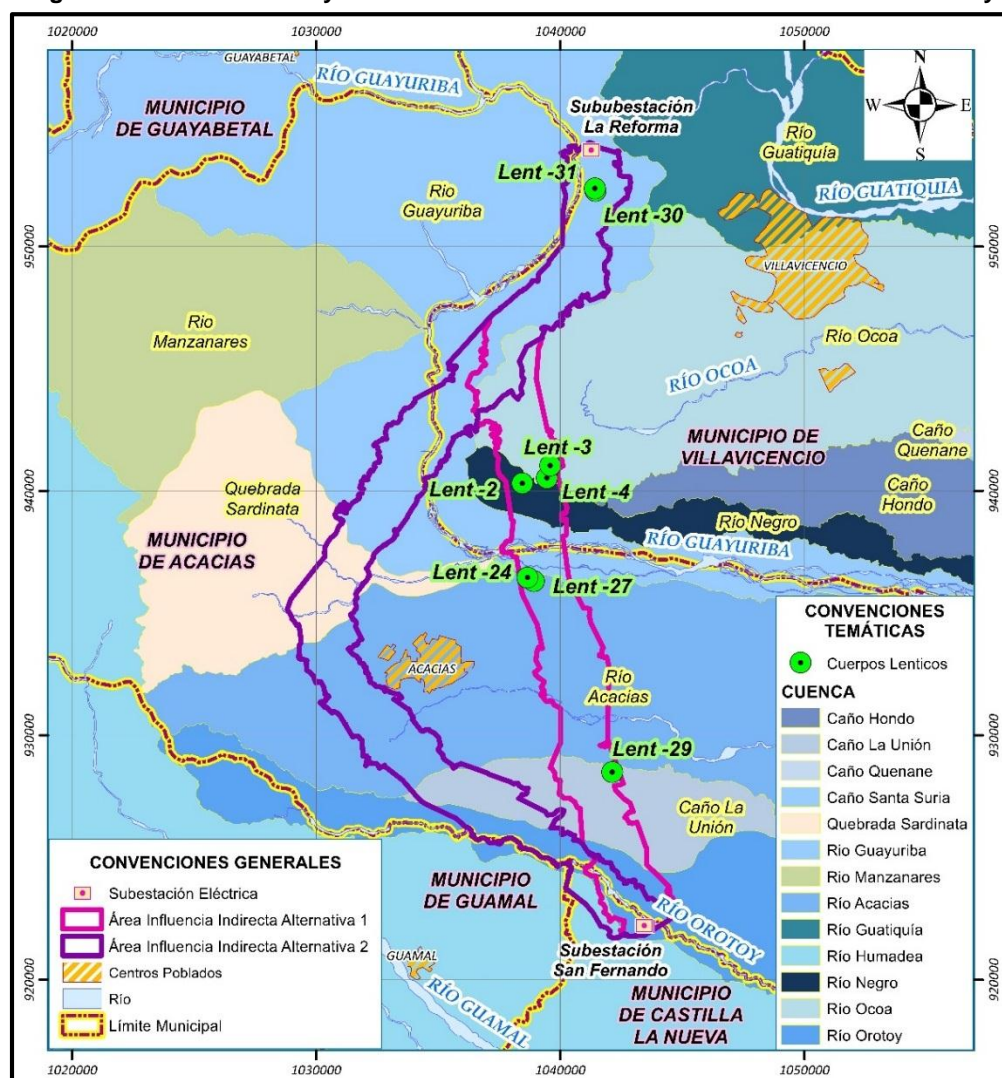 1020000
1030000
1040000
1050000
GUAYABETAL
RÍO GUAYURIBA
MUNICIPIO
DE GUAYABETAL
Sububestación
La Reforma
Río
Guatiquía
N
W
E
S
RÍO GUATIQUIA
Lent -31
Lent -30
Rio
Guayuriba
950000
950000
VILLAVICENCIO
Rio
Manzanares
Río Ocoa
RÍO OCOA
MUNICIPIO DE
VILLAVICENCIO
Caño
Quenane
Lent -3
Lent -2
Lent -4
Caño
Hondo
940000
940000
Quebrada
Sardinata
Rio Negro
RÍO GUAYURIBA
MUNICIPIO
DE ACACIAS
Lent -24
Lent -27
ACACIAS
Río
Acacias
930000
930000
Lent -29
Caño La
Unión
MUNICIPIO
DE GUAMAL
RÍO OROTOY
Subestación
San Fernando
GUAMAL
RÍO GUAMAL
MUNICIPIO
DE CASTILLA
LA NUEVA
920000
920000
CONVENCIONES GENERALES
Subestación Eléctrica
Área Influencia Indirecta Alternativa 1
Área Influencia Indirecta Alternativa 2
Centros Poblados
Río
Límite Municipal
CONVENCIONES
TEMÁTICAS
Cuerpos Lenticos
CUENCA
Caño Hondo
Caño La Unión
Caño Quenane
Caño Santa Suria
Quebrada Sardinata
Rio Guayuriba
Rio Manzanares
Río Acacias
Río Guatiquía
Río Humadea
Río Negro
Río Ocoa
Río Orotoy
1020000
1030000
1040000
1050000